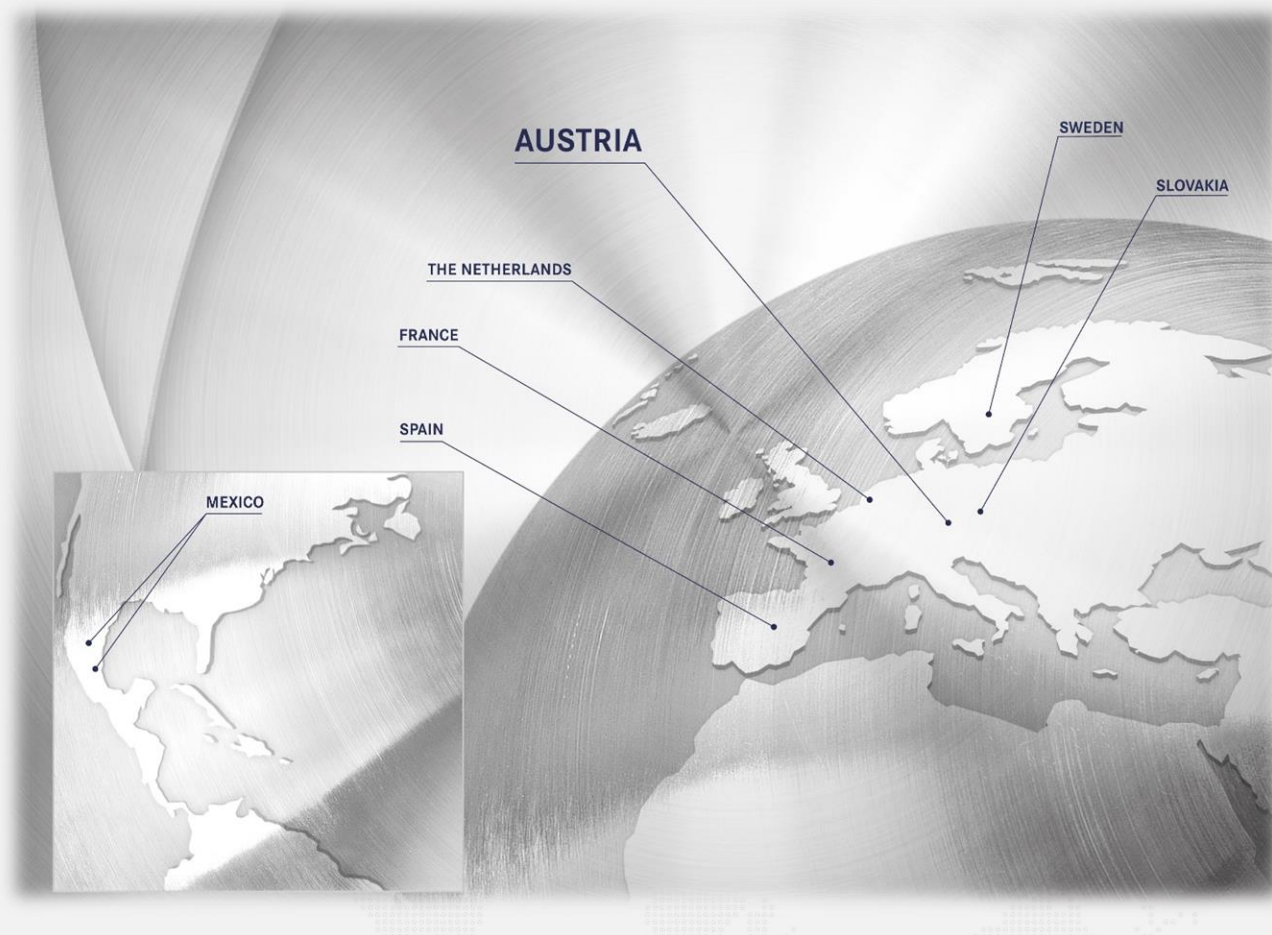 AUSTRIA
SWEDEN
SLOVAKIA
THE NETHERLANDS
FRANCE
SPAIN
MEXICO